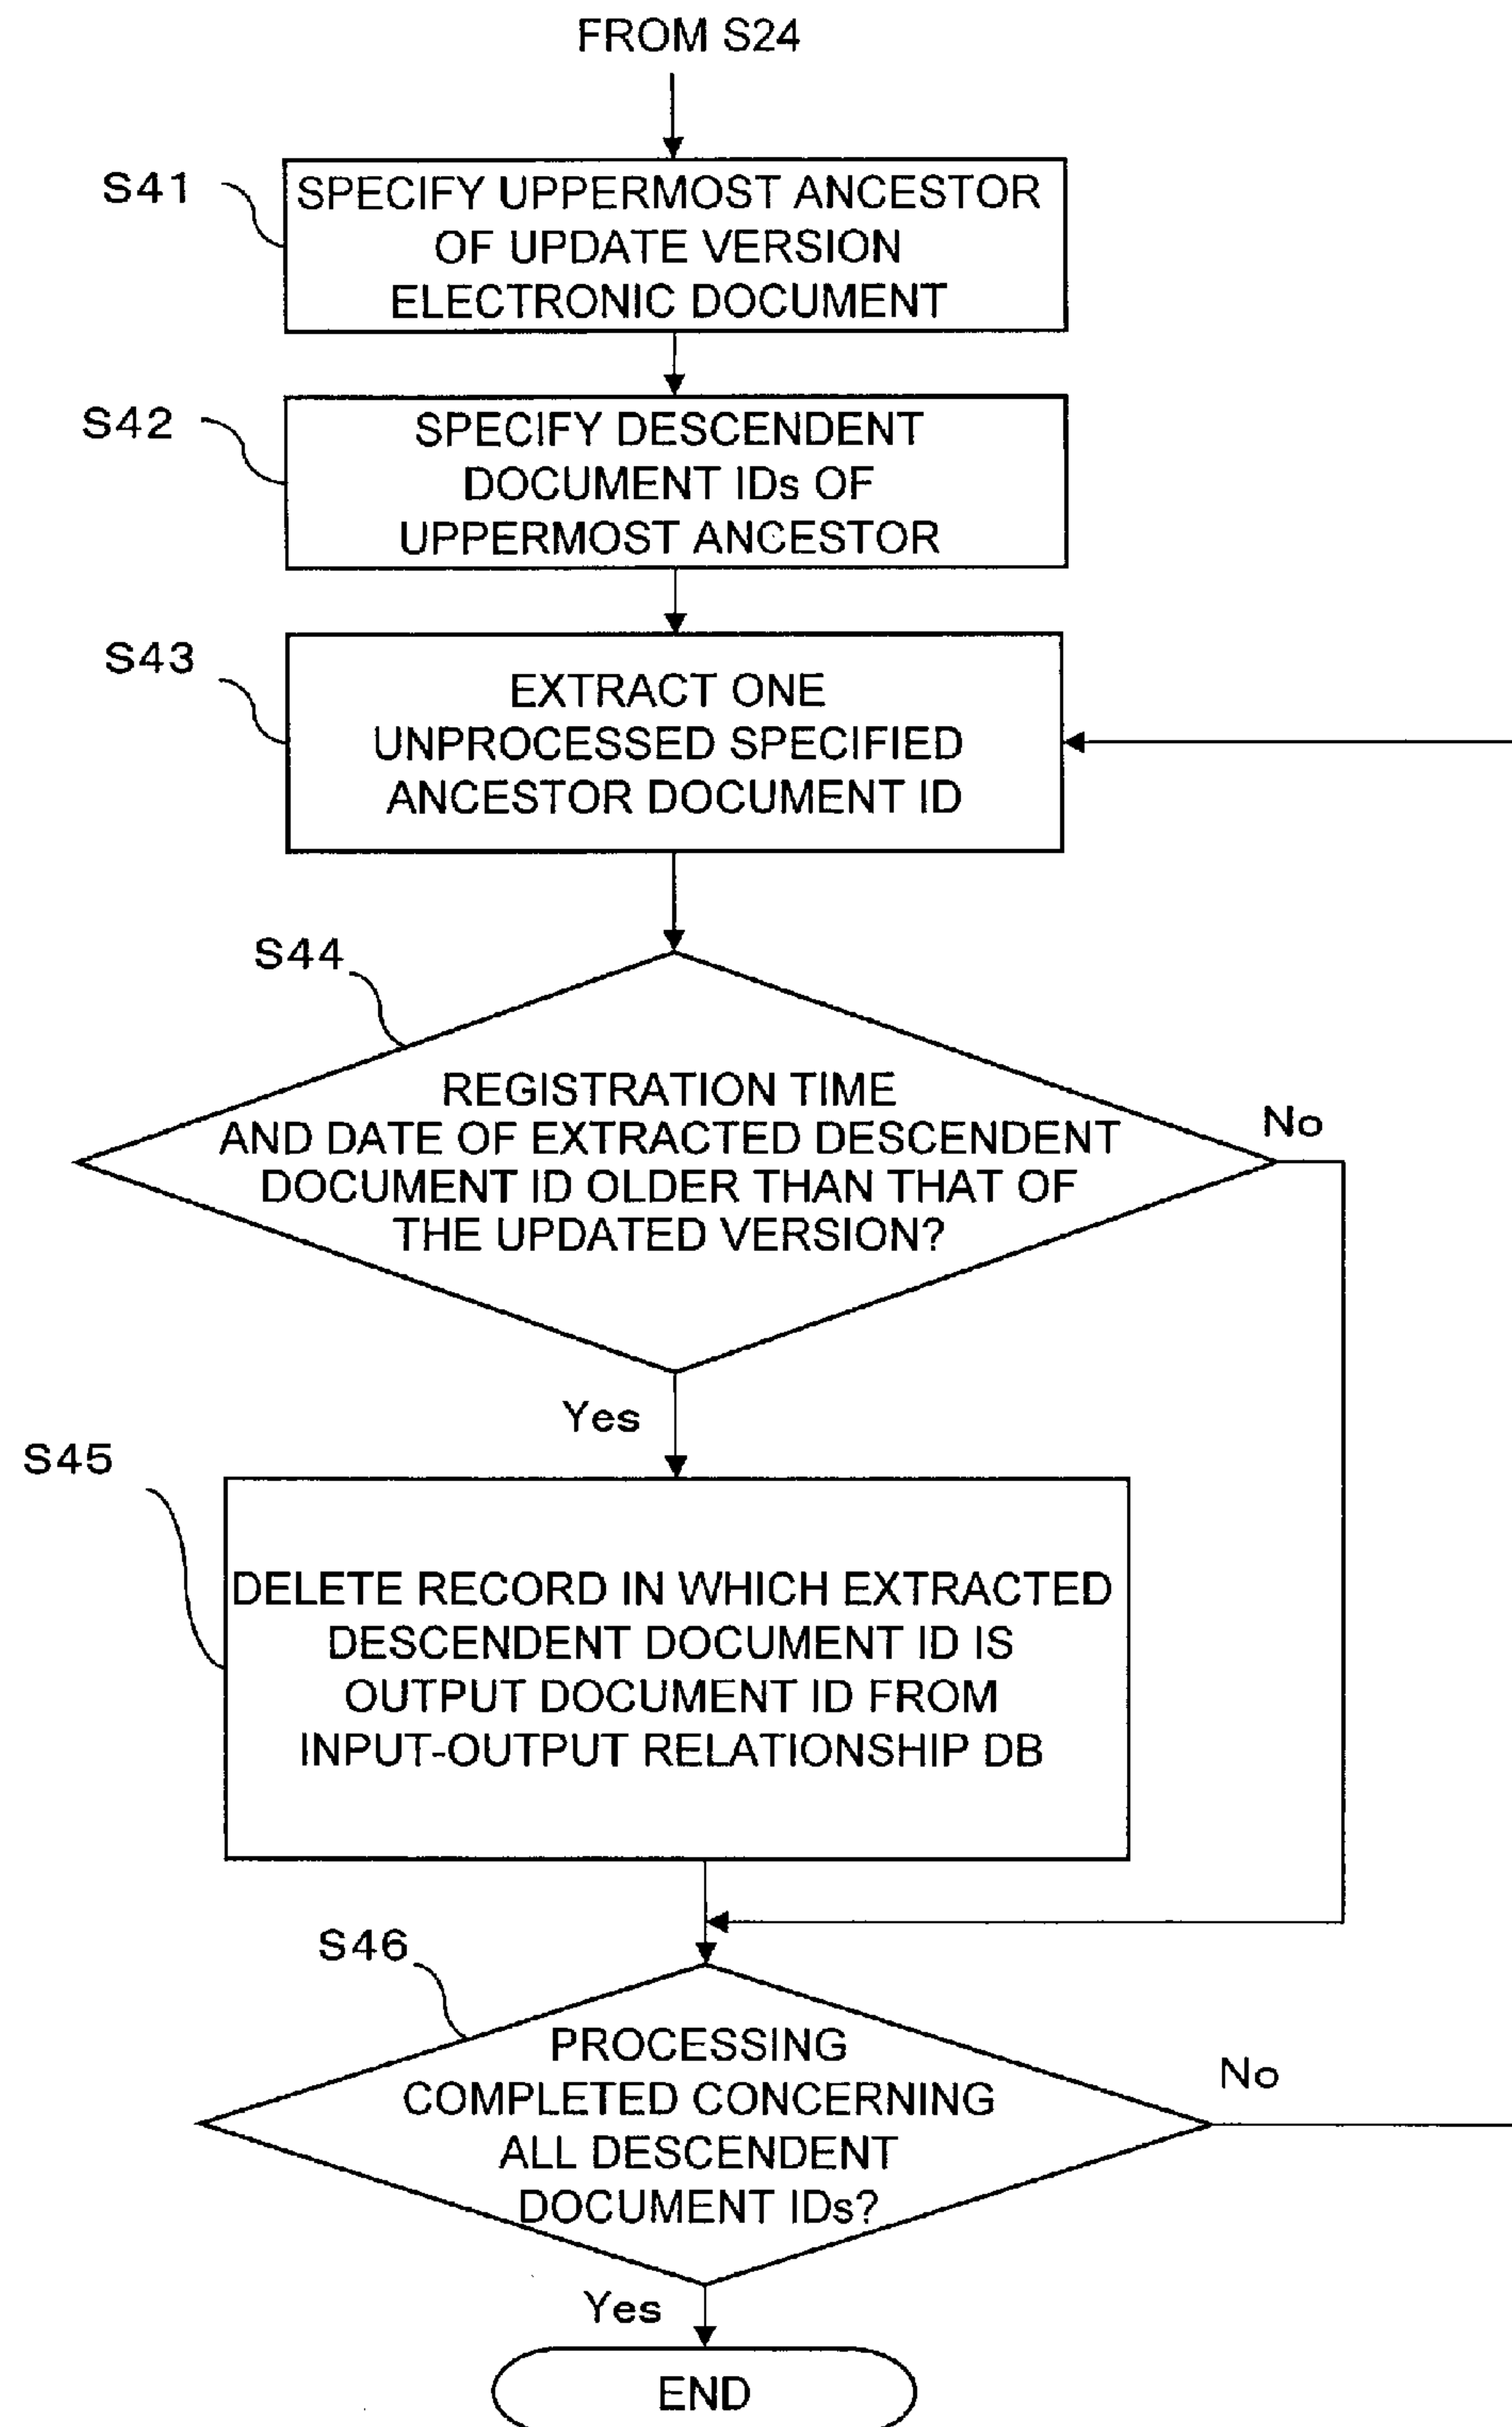 FROM S24
S41
SPECIFY UPPERMOST ANCESTOR
OF UPDATE VERSION
ELECTRONIC DOCUMENT
S42
SPECIFY DESCENDENT
DOCUMENT IDs OF
UPPERMOST ANCESTOR
S43
EXTRACT ONE
UNPROCESSED SPECIFIED
ANCESTOR DOCUMENT ID
S44
REGISTRATION TIME
AND DATE OF EXTRACTED DESCENDENT
DOCUMENT ID OLDER THAN THAT OF
THE UPDATED VERSION?
No
Yes
S45
DELETE RECORD IN WHICH EXTRACTED
DESCENDENT DOCUMENT ID IS
OUTPUT DOCUMENT ID FROM
INPUT-OUTPUT RELATIONSHIP DB
S46
PROCESSING
COMPLETED CONCERNING
ALL DESCENDENT
DOCUMENT IDs?
No
Yes
END